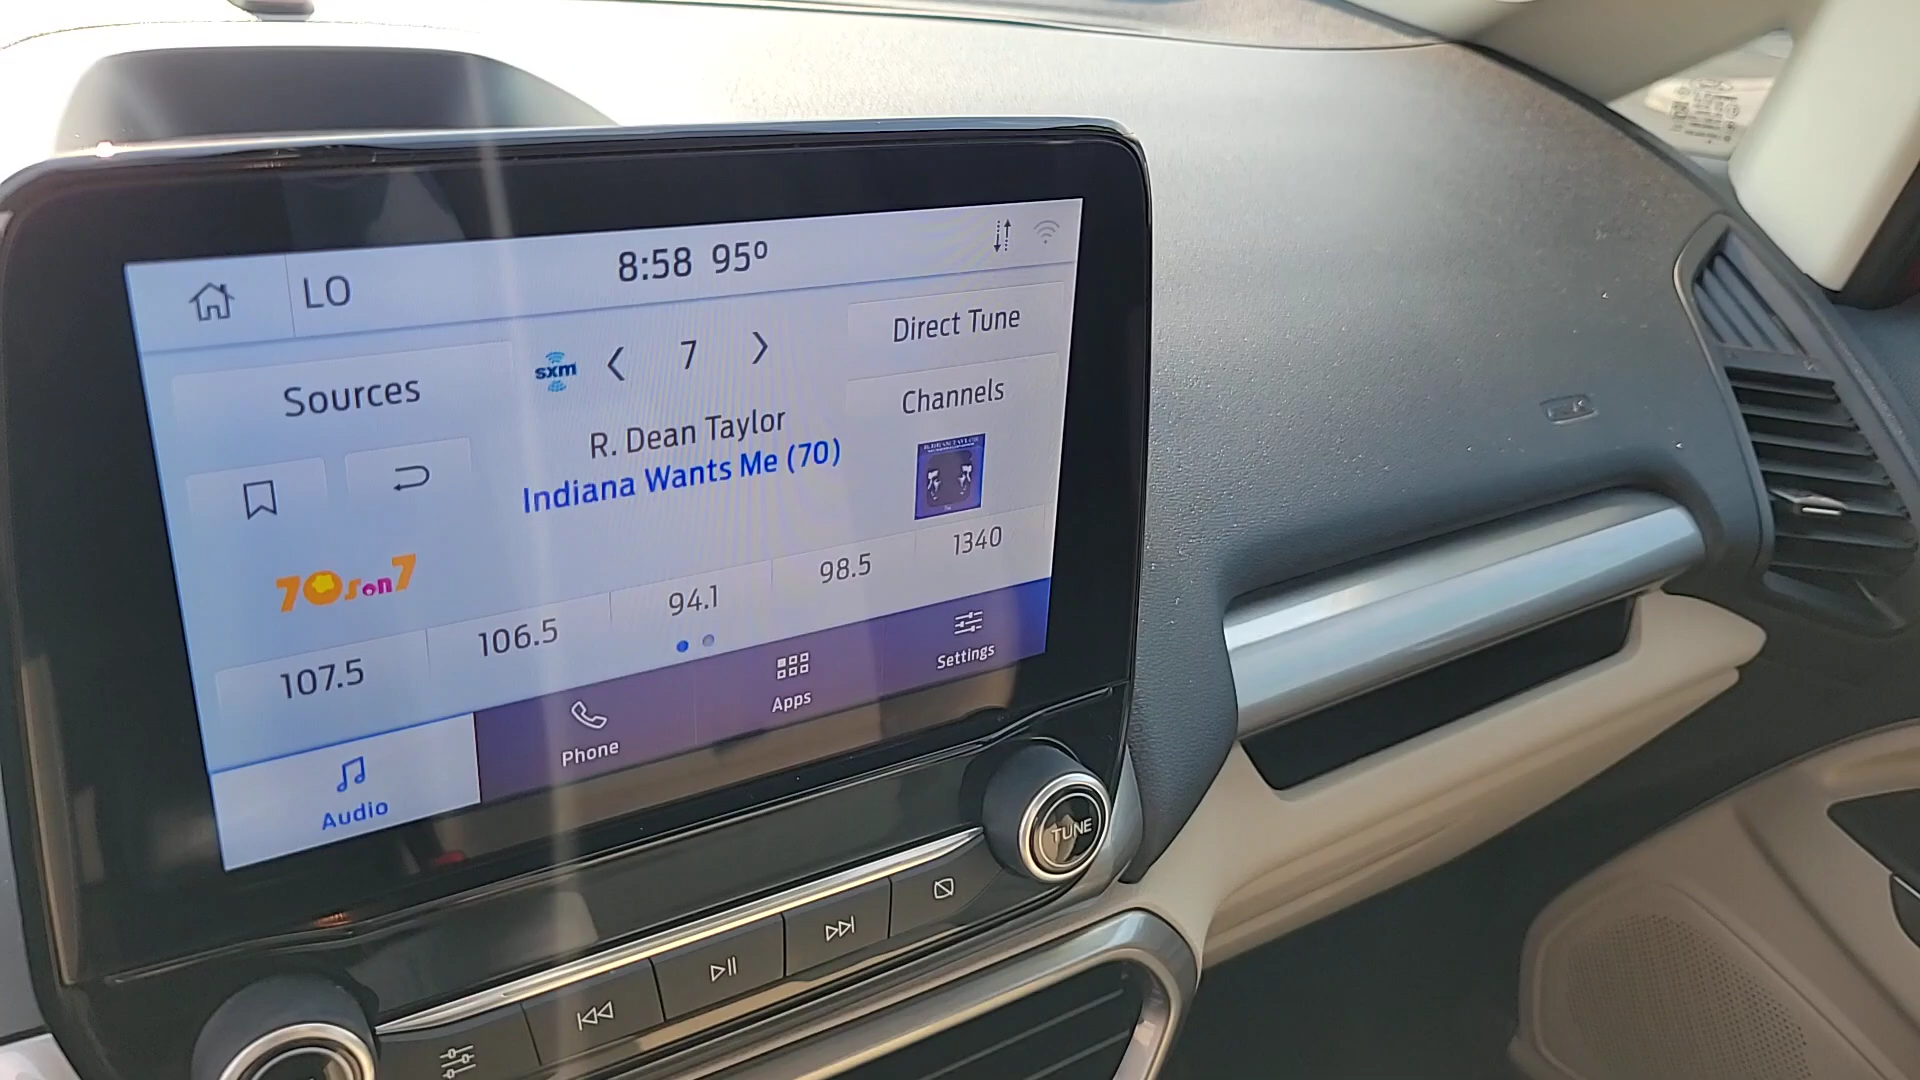 LO
8:58 95º
Sources
sxm
7
Direct Tune
Channels
R. Dean Taylor
Indiana Wants Me (70)
70s on 7
107.5
106.5
94.1
98.5
1340
Audio
Phone
Apps
Settings
TUNE